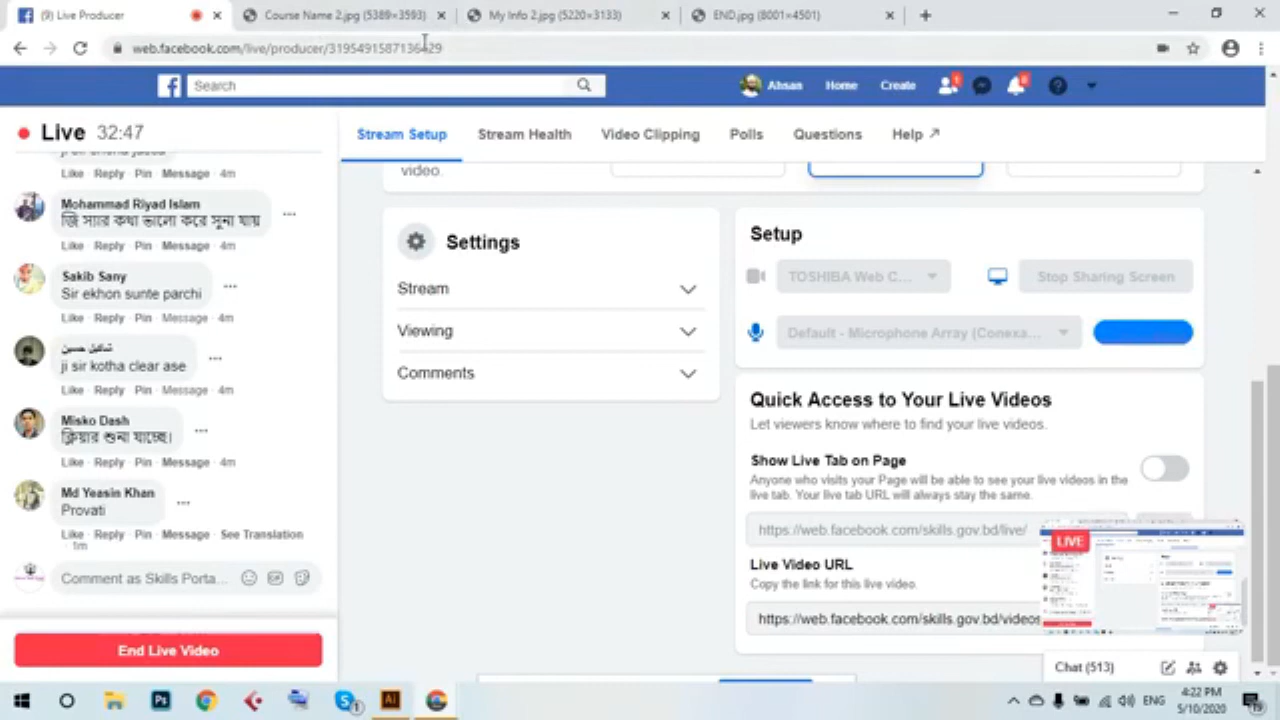 (9) Live Producer
Course Name 2.jpg (5389×3593)
My Info 2.jpg (5220×3133)
END.jpg (8001×4501)
web.facebook.com/live/producer/3195491587136429
Search
Ahsan
Home
Create
Live 32:47
Stream Setup
Stream Health
Video Clipping
Polls
Questions
Help
Like · Reply · Pin · Message · 4m
Mohammad Riyad Islam
জ্বি স্যার কথা ভালো করে সুনা যায়
Like · Reply · Pin · Message · 4m
Sakib Sany
Sir ekhon sunte parchi
Like · Reply · Pin · Message · 4m
ji sir kotha clear ase
Like · Reply · Pin · Message · 4m
Misko Dash
ক্লিয়ার শুনা যাচ্ছে।
Like · Reply · Pin · Message · 4m
Md Yeasin Khan
Provati
Like · Reply · Pin · Message · See Translation
· 1m
Comment as Skills Porta...
End Live Video
video.
Settings
Stream
Viewing
Comments
Setup
TOSHIBA Web C...
Stop Sharing Screen
Default - Microphone Array (Conexa...
Quick Access to Your Live Videos
Let viewers know where to find your live videos.
Show Live Tab on Page
Anyone who visits your Page will be able to see your live videos in the
live tab. Your live tab URL will always stay the same.
https://web.facebook.com/skills.gov.bd/live/
LIVE
Live Video URL
Copy the link for this live video.
https://web.facebook.com/skills.gov.bd/videos
Chat (513)
Ps
Ai
ENG
4:22 PM
5/10/2020